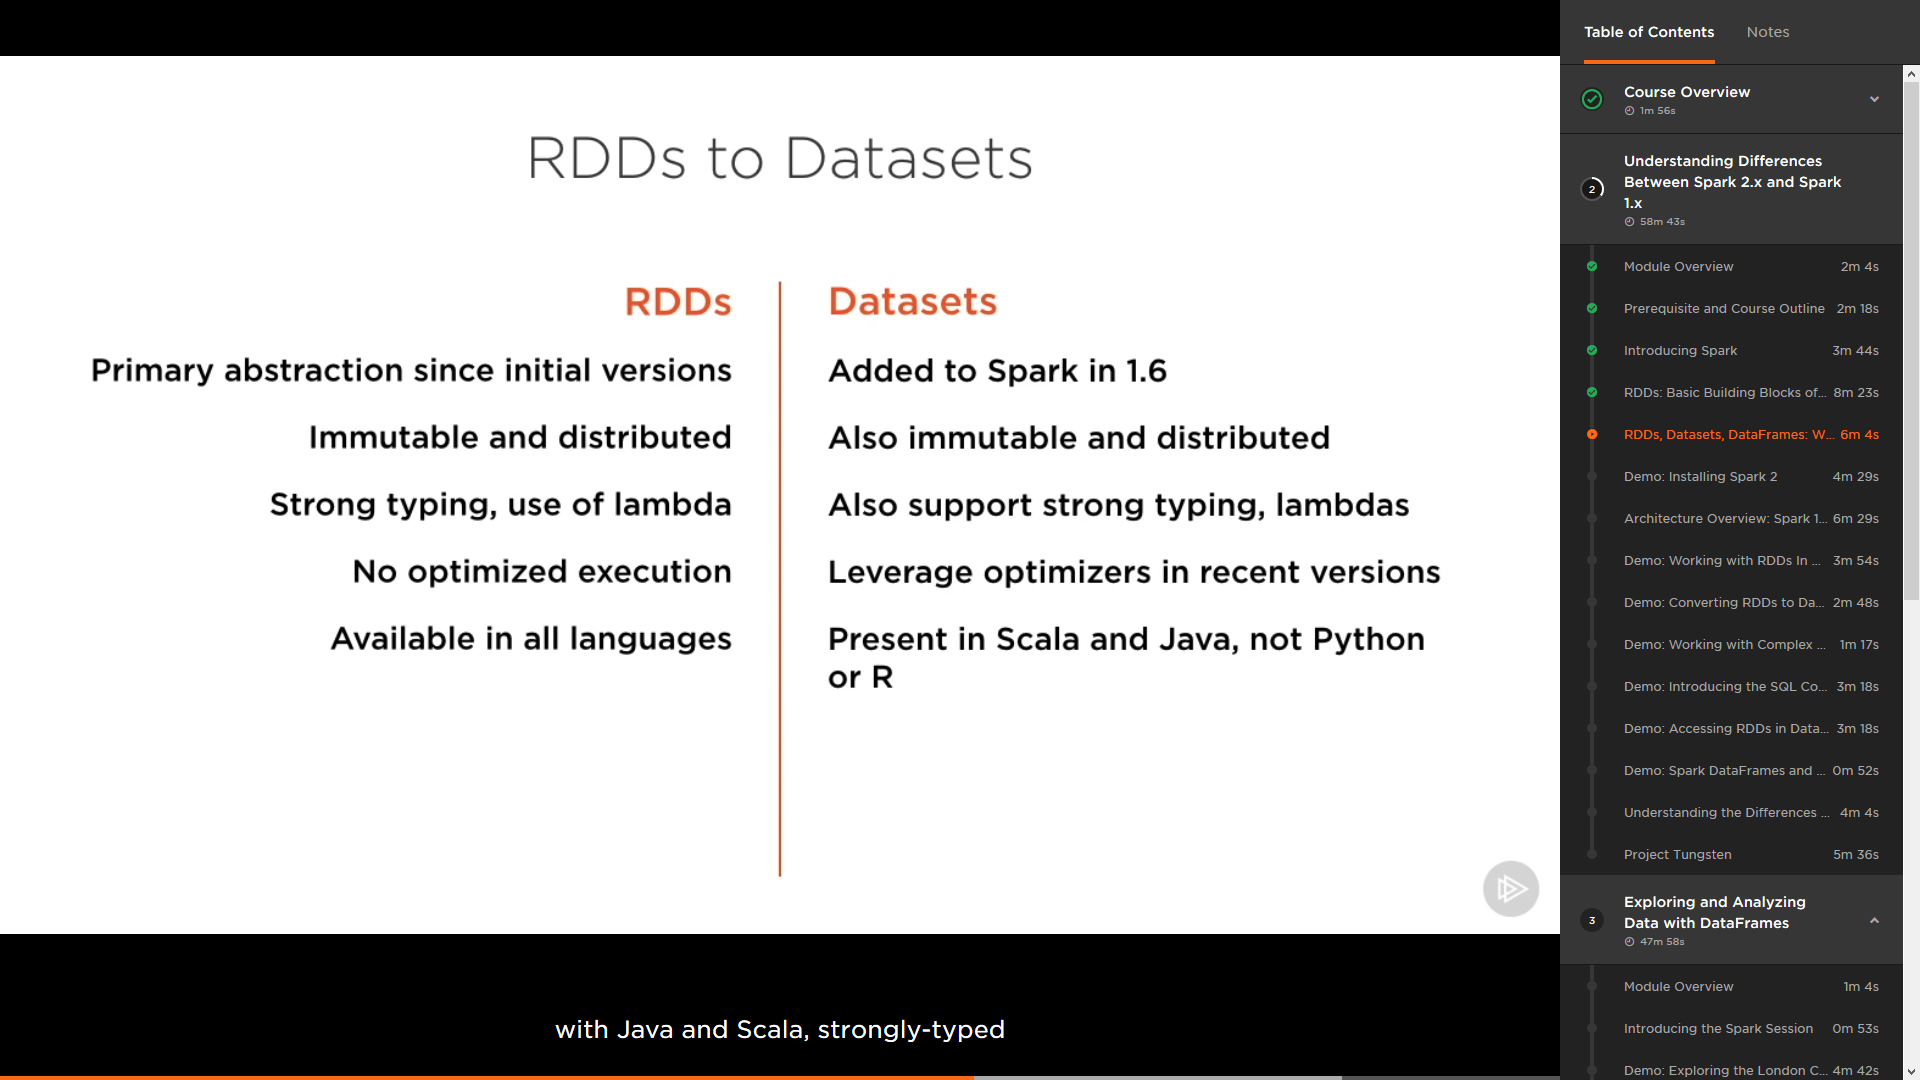 RDDs to Datasets
RDDs
Datasets
Primary abstraction since initial versions
Added to Spark in 1.6
Immutable and distributed
Also immutable and distributed
Strong typing, use of lambda
Also support strong typing, lambdas
No optimized execution
Leverage optimizers in recent versions
Available in all languages
Present in Scala and Java, not Python
or R
with Java and Scala, strongly-typed
Table of Contents
Notes
Course Overview
1m 56s
Understanding Differences
Between Spark 2.x and Spark
1.x
2
58m 43s
Module Overview 2m 4s
Prerequisite and Course Outline 2m 18s
Introducing Spark 3m 44s
RDDs: Basic Building Blocks of... 8m 23s
RDDs, Datasets, DataFrames: W... 6m 4s
Demo: Installing Spark 2 4m 29s
Architecture Overview: Spark 1... 6m 29s
Demo: Working with RDDs In ... 3m 54s
Demo: Converting RDDs to Da... 2m 48s
Demo: Working with Complex ... 1m 17s
Demo: Introducing the SQL Co... 3m 18s
Demo: Accessing RDDs in Data... 3m 18s
Demo: Spark DataFrames and ... 0m 52s
Understanding the Differences ... 4m 4s
Project Tungsten 5m 36s
Exploring and Analyzing
3
Data with DataFrames
47m 58s
Module Overview 1m 4s
Introducing the Spark Session 0m 53s
Demo: Exploring the London C... 4m 42s